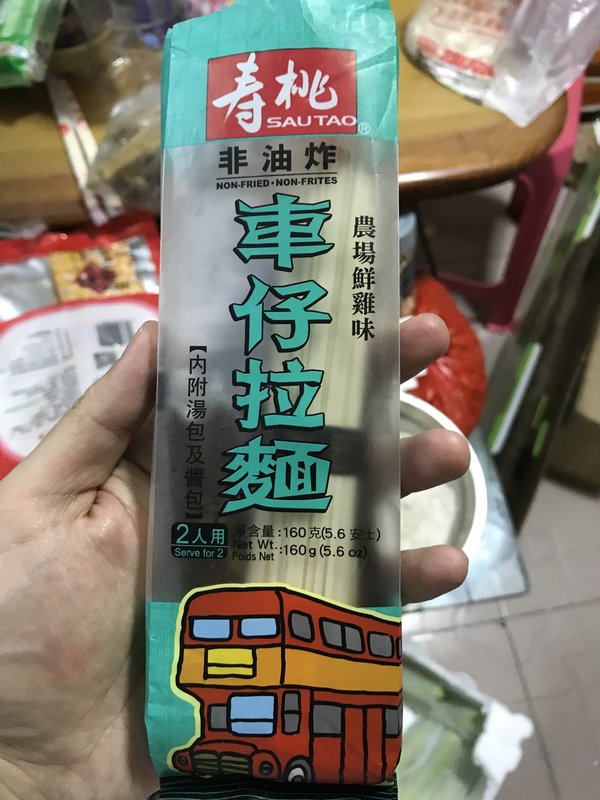 寿桃
SAUTAO®
非油炸
NON-FRIED•NON-FRITES
車仔拉麵
農場鮮雞味
【內附湯包及醬包】
2人用
Serve for 2
淨含量:160克(5.6安士)
Net Wt.:160g(5.6 oz)
Poids Net